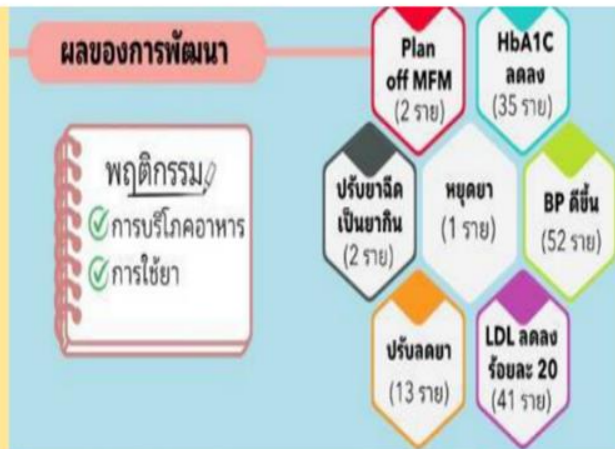 ผลของการพัฒนา
พฤติกรรม
การบริโภคอาหาร
การใช้ยา
Plan
off MFM
(2 ราย)
HbA1C
ลดลง
(35 ราย)
ปรับยาฉีด
เป็นยากิน
(2 ราย)
หยุดยา
(1 ราย)
BP ดีขึ้น
(52 ราย)
ปรับลดยา
(13 ราย)
LDL ลดลง
ร้อยละ 20
(41 ราย)